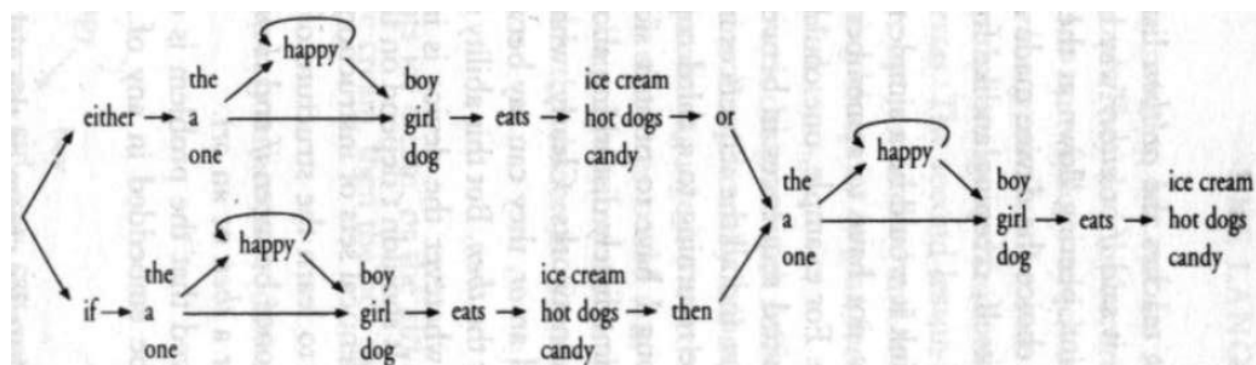 happy
the
boy
ice cream
either
a
girl
eats
hot dogs
or
one
dog
candy
happy
the
boy
ice cream
if
a
girl
eats
hot dogs
then
one
dog
candy
happy
the
boy
ice cream
a
girl
eats
hot dogs
one
dog
candy